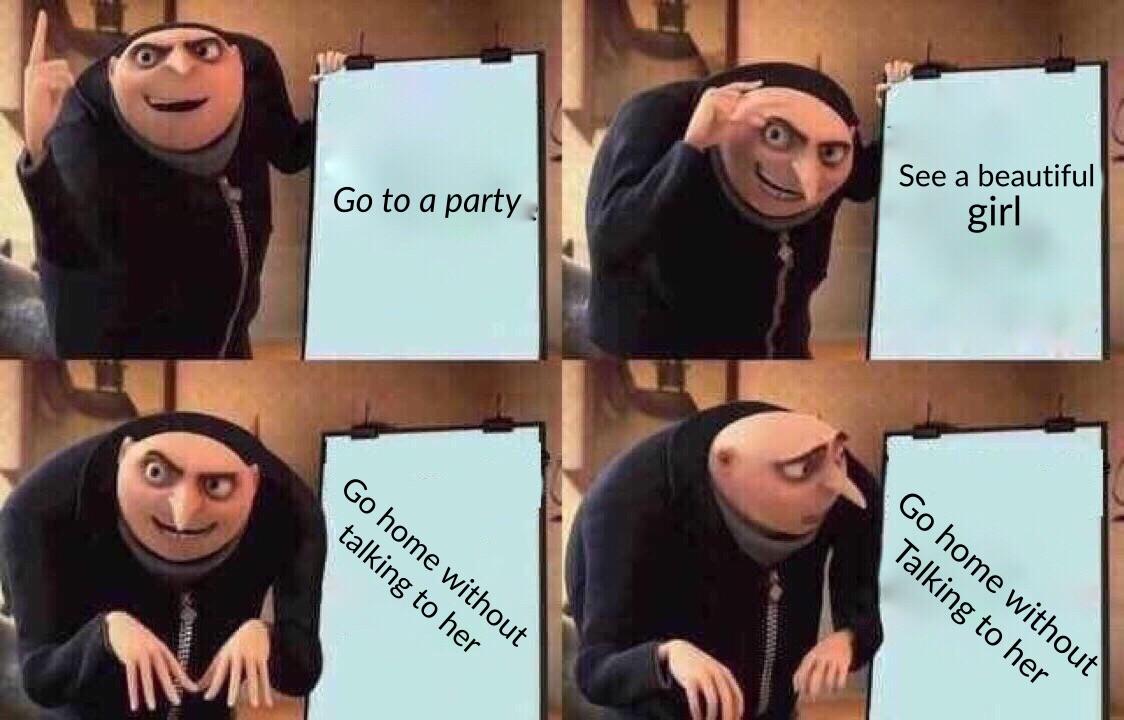 Go to a party
See a beautiful
girl
Go home without
talking to her
Go home without
Talking to her